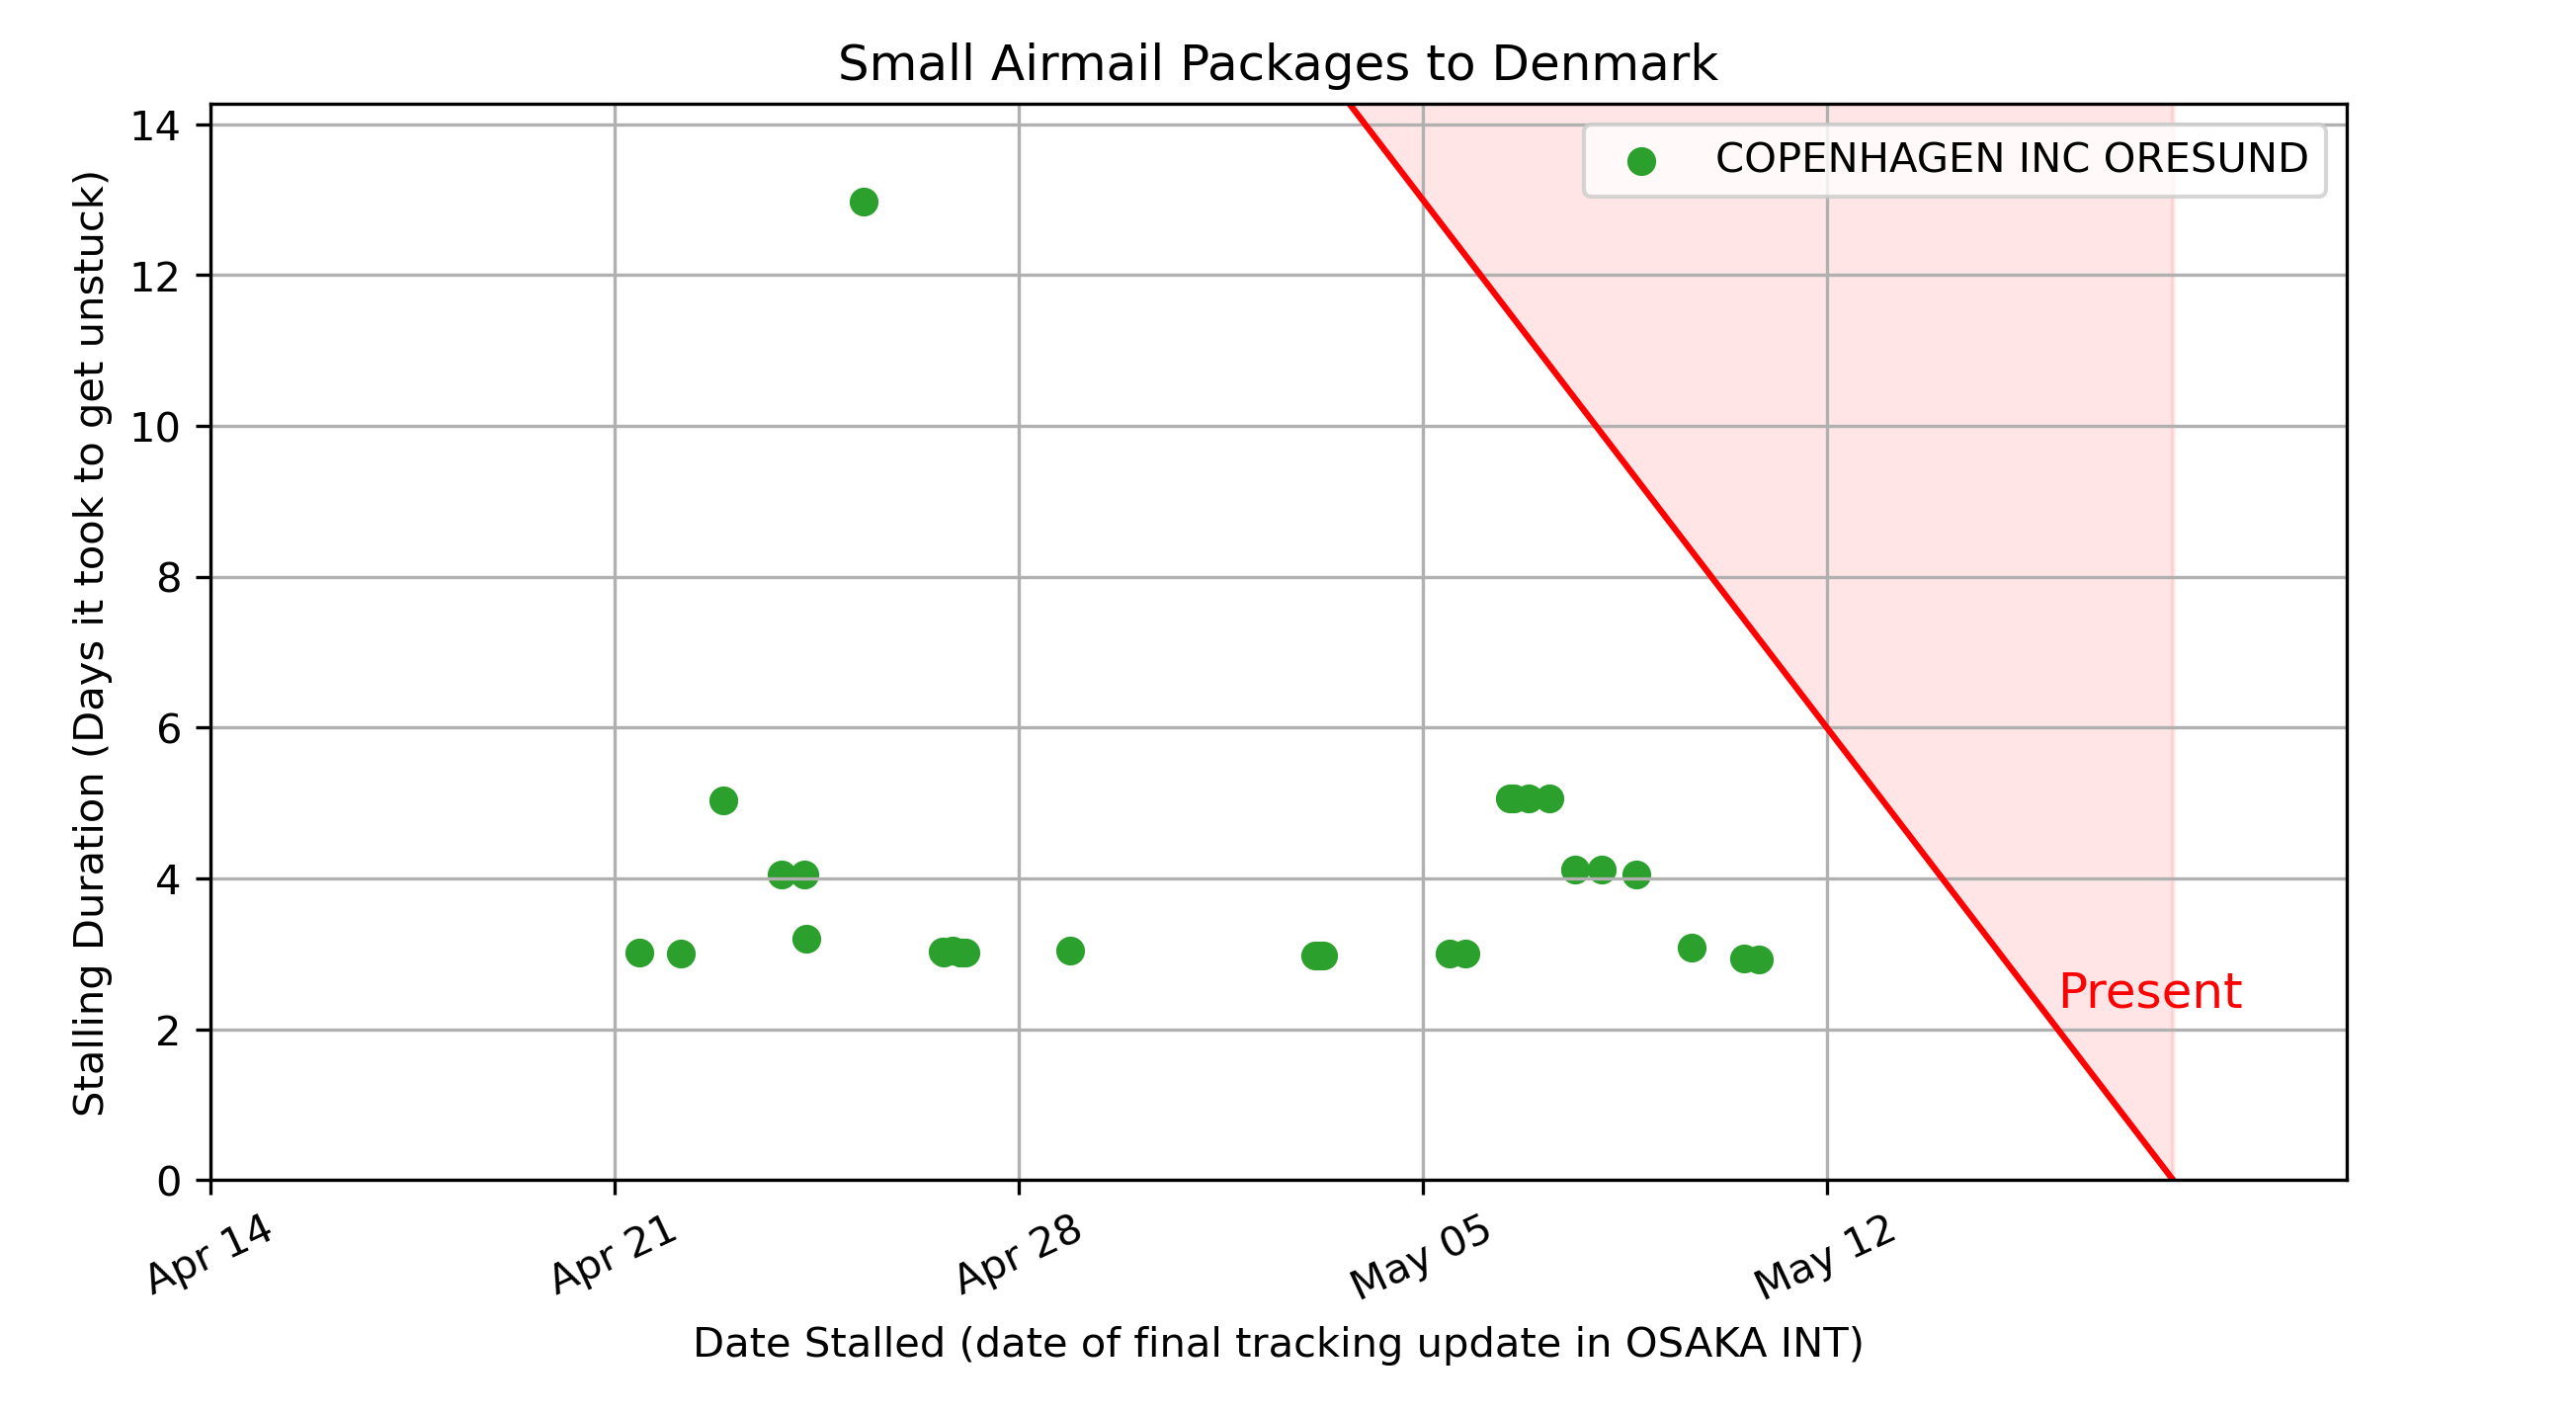 Small Airmail Packages to Denmark
COPENHAGEN INC ORESUND
Stalling Duration (Days it took to get unstuck)
14
12
10
8
6
4
2
0
Present
Apr 14
Apr 21
Apr 28
May 05
May 12
Date Stalled (date of final tracking update in OSAKA INT)